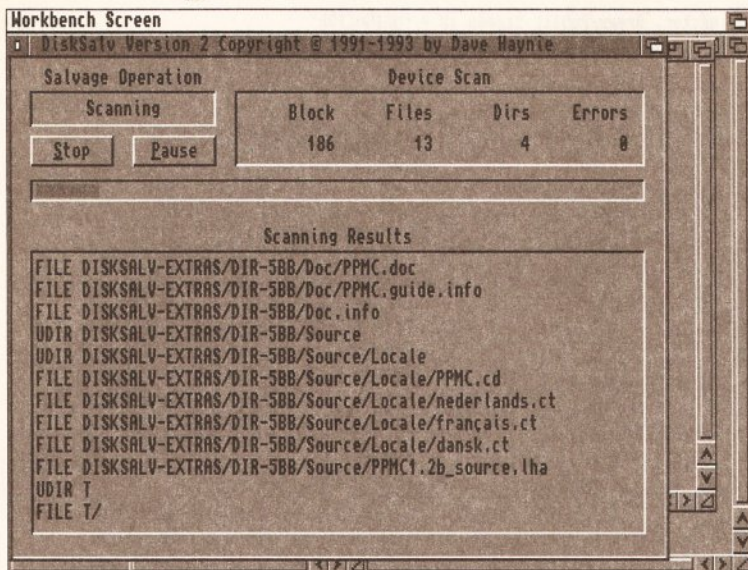 Workbench Screen
DiskSalv Version 2 Copyright © 1991-1993 by Dave Haynie
Salvage Operation
Scanning
Stop Pause
Device Scan
Block Files Dirs Errors
186 13 4 0
Scanning Results
FILE DISKSALV-EXTRAS/DIR-5BB/Doc/PPMC.doc
FILE DISKSALV-EXTRAS/DIR-5BB/Doc/PPMC.guide.info
FILE DISKSALV-EXTRAS/DIR-5BB/Doc.info
UDIR DISKSALV-EXTRAS/DIR-5BB/Source
UDIR DISKSALV-EXTRAS/DIR-5BB/Source/Locale
FILE DISKSALV-EXTRAS/DIR-5BB/Source/Locale/PPMC.cd
FILE DISKSALV-EXTRAS/DIR-5BB/Source/Locale/nederlands.ct
FILE DISKSALV-EXTRAS/DIR-5BB/Source/Locale/français.ct
FILE DISKSALV-EXTRAS/DIR-5BB/Source/Locale/dansk.ct
FILE DISKSALV-EXTRAS/DIR-5BB/Source/PPMC1.2b_source.lha
UDIR T
FILE T/